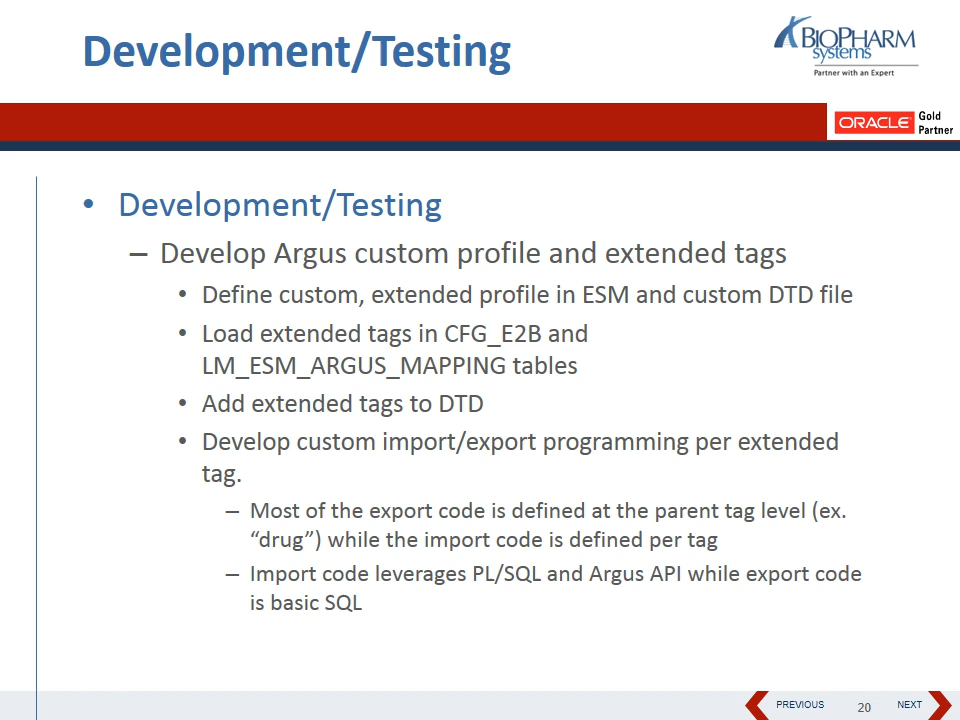 Development/Testing
BIOPHARM
systems
Partner with an Expert
ORACLE
Gold
Partner
• Development/Testing
– Develop Argus custom profile and extended tags
• Define custom, extended profile in ESM and custom DTD file
• Load extended tags in CFG_E2B and
LM_ESM_ARGUS_MAPPING tables
• Add extended tags to DTD
• Develop custom import/export programming per extended
tag.
– Most of the export code is defined at the parent tag level (ex.
“drug”) while the import code is defined per tag
– Import code leverages PL/SQL and Argus API while export code
is basic SQL
PREVIOUS 20 NEXT